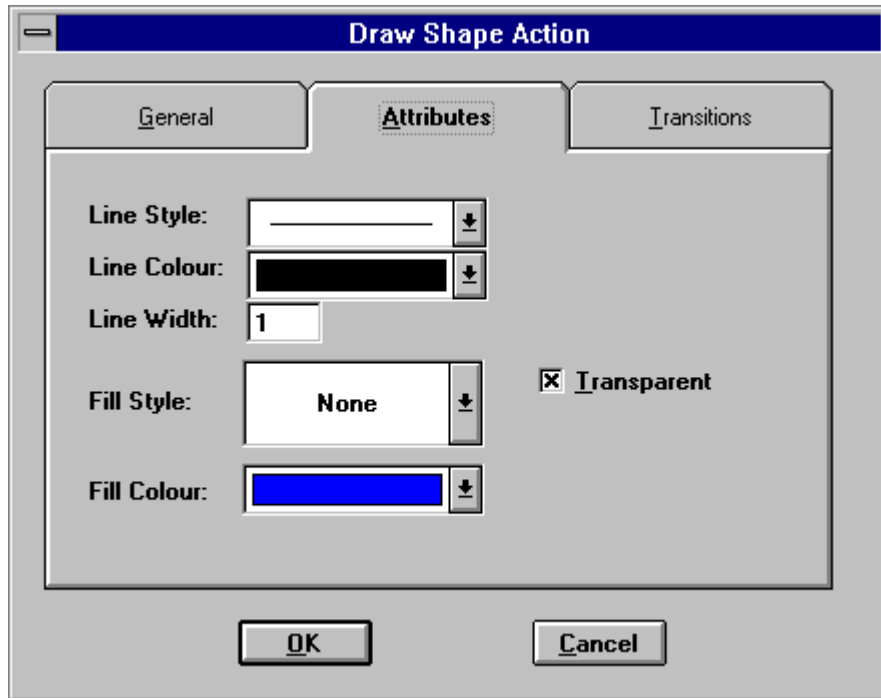 Draw Shape Action
General Attributes Transitions
Line Style:
Line Colour:
Line Width: 1
Fill Style: None Transparent
Fill Colour:
OK Cancel